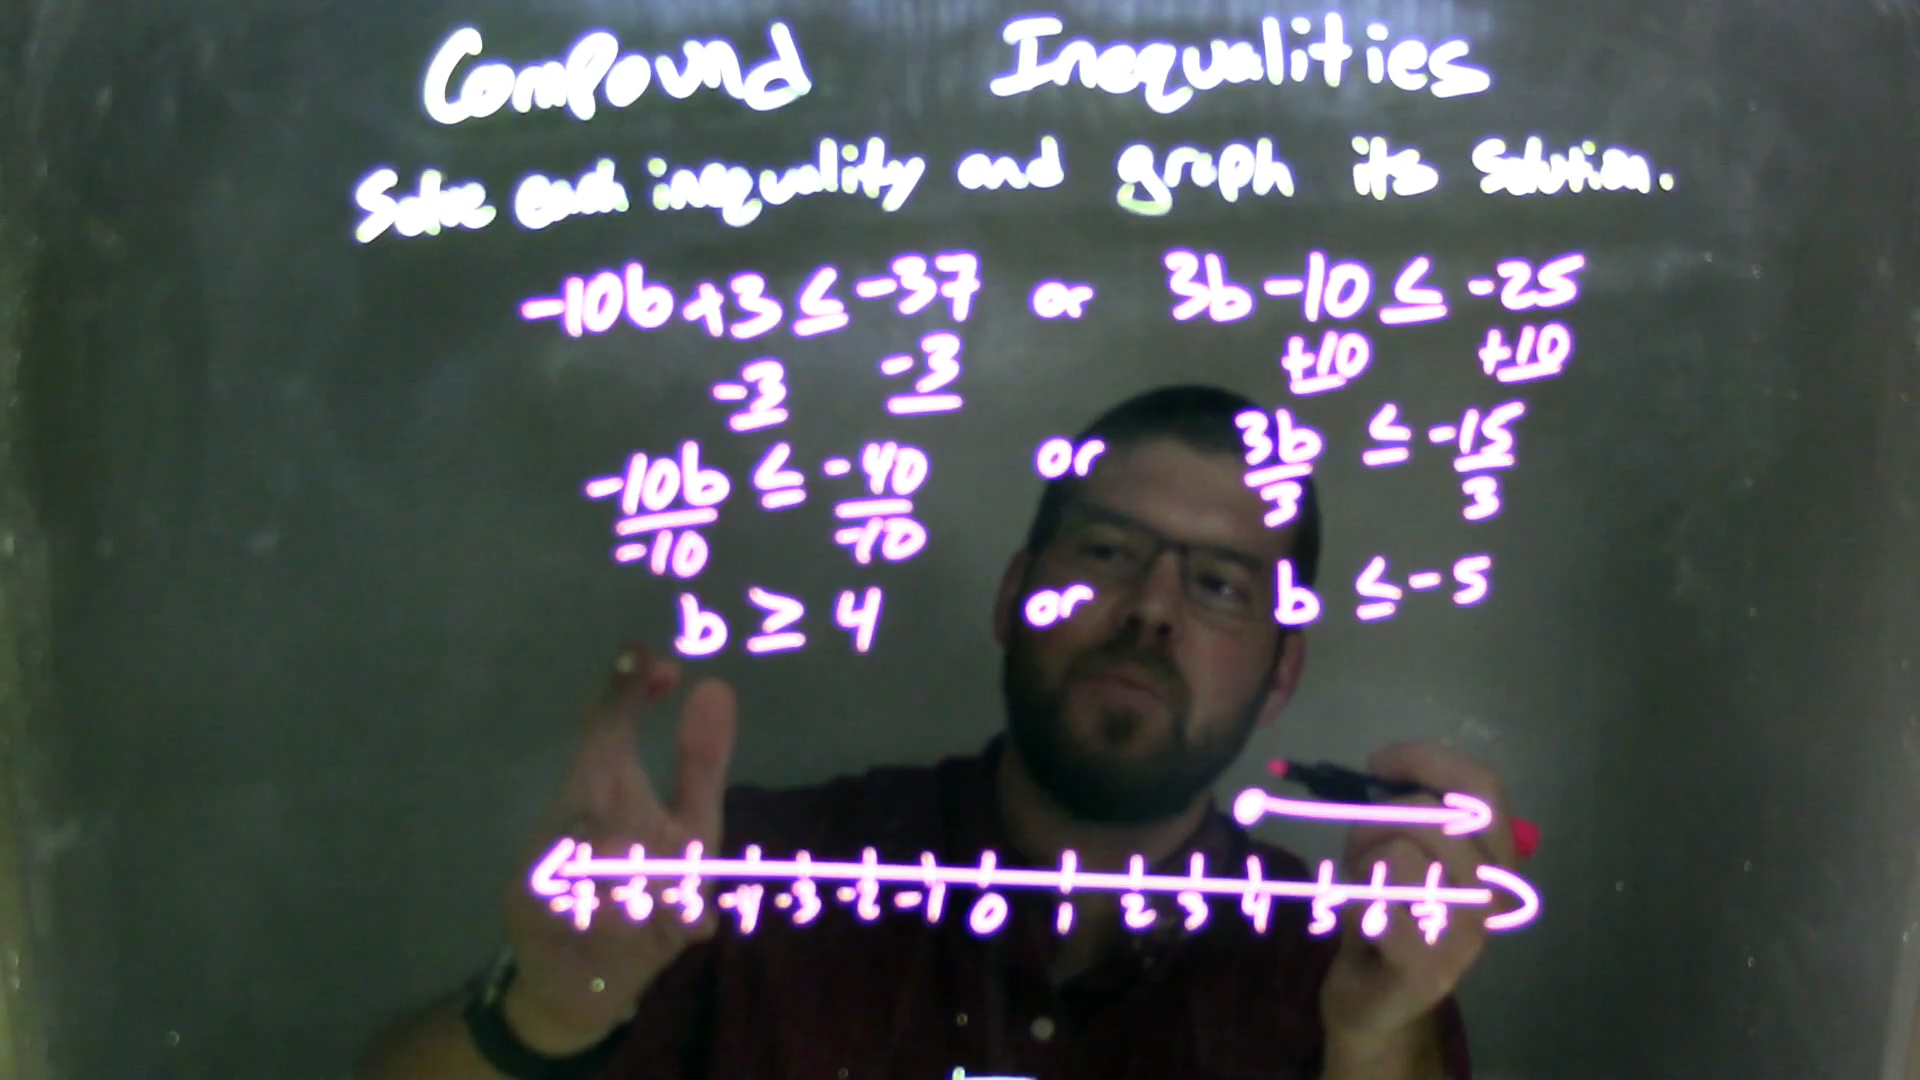 Compound Inequalities
Solve each inequality and graph its solution.
-10b+3 ≤ -37 or 3b-10 ≤ -25
-3 -3 +10 +10
-10b ≤ -40 or 3b ≤ -15
-10 -10 3 3
b ≥ 4 or b ≤ -5
-7 -6 -5 -4 -3 -2 -1 0 1 2 3 4 5 6 7